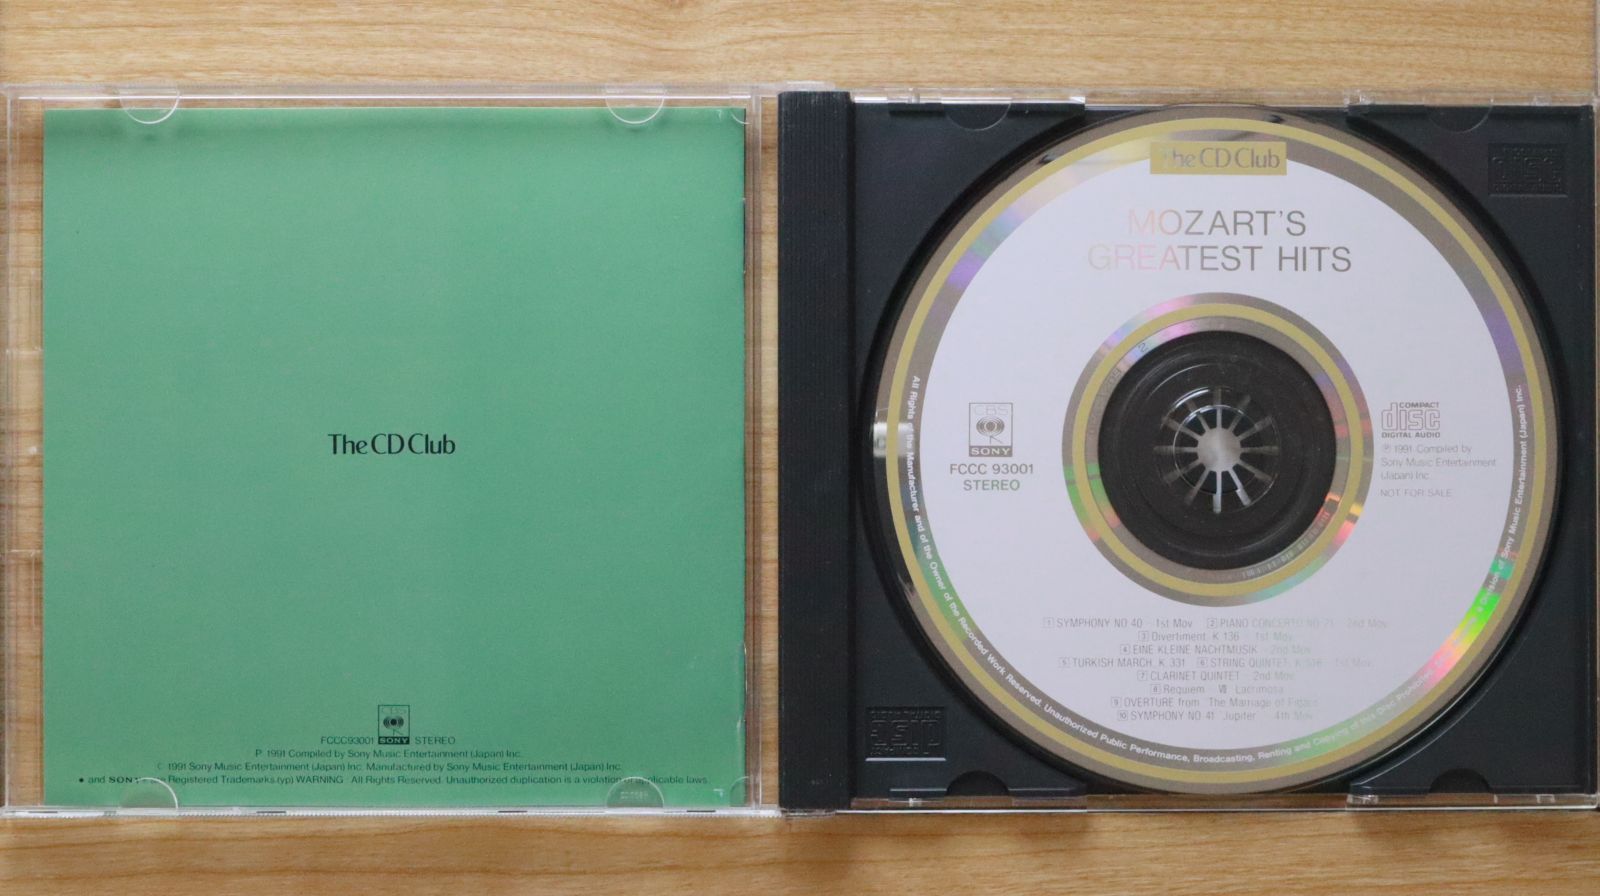 The CD Club
CBS
SONY
FCCC93001 STEREO
P 1991 Compiled by Sony Music Entertainment (Japan) Inc.
C 1991 Sony Music Entertainment (Japan) Inc. Manufactured by Sony Music Entertainment (Japan) Inc.
and SONY Registered Trademarks.(yp) WARNING : All Rights Reserved. Unauthorized duplication is a violation applicable laws.
The CD Club
MOZART'S
GREATEST HITS
CBS
SONY
FCCC 93001
STEREO
COMPACT
disc
DIGITAL AUDIO
Ⓟ 1991 Compiled by
Sony Music Entertainment
(Japan) Inc.
NOT FOR SALE
1 SYMPHONY NO 40 - 1st Mov. 2 PIANO CONCERTO NO 21 - 2nd Mov.
3 Divertiment, K 136 - 1st Mov.
4 EINE KLEINE NACHTMUSIK - 2nd Mov.
5 TURKISH MARCH, K 331 6 STRING QUINTET, K 516 - 1st Mov.
7 CLARINET QUINTET - 2nd Mov.
8 Requiem - Ⅶ Lacrimosa
9 OVERTURE from The Marriage of Figaro
10 SYMPHONY NO 41 Jupiter 4th Mov.
All Rights of the Manufacturer and of the Owner of the Recorded Work Reserved. Unauthorized Public Performance, Broadcasting, Renting and Copying of this Disc Prohibited.
a Division of Sony Music Entertainment (Japan) Inc.